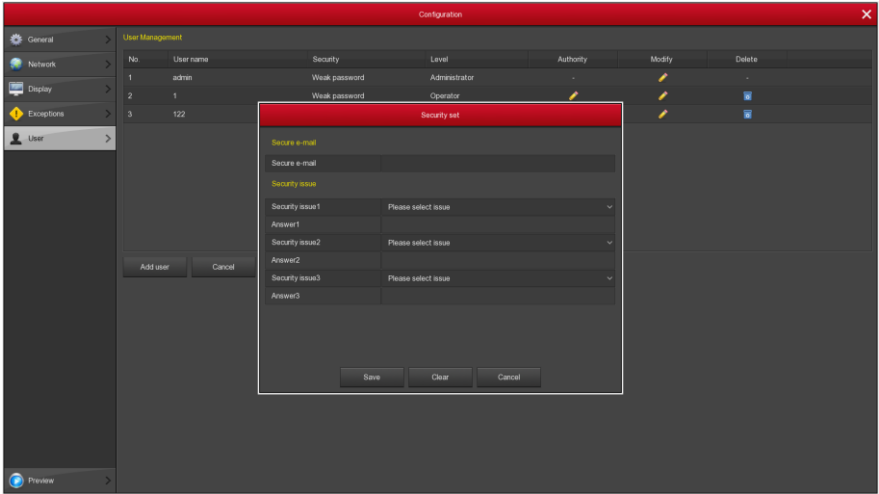 Configuration
General
Network
Display
Exceptions
User
Preview
User Management
No. User name Security Level Authority Modify Delete
1 admin Weak password Administrator - -
2 1 Weak password Operator
3 122
Add user Cancel
Security set
Secure e-mail
Secure e-mail
Security issue
Security issue1 Please select issue
Answer1
Security issue2 Please select issue
Answer2
Security issue3 Please select issue
Answer3
Save Clear Cancel